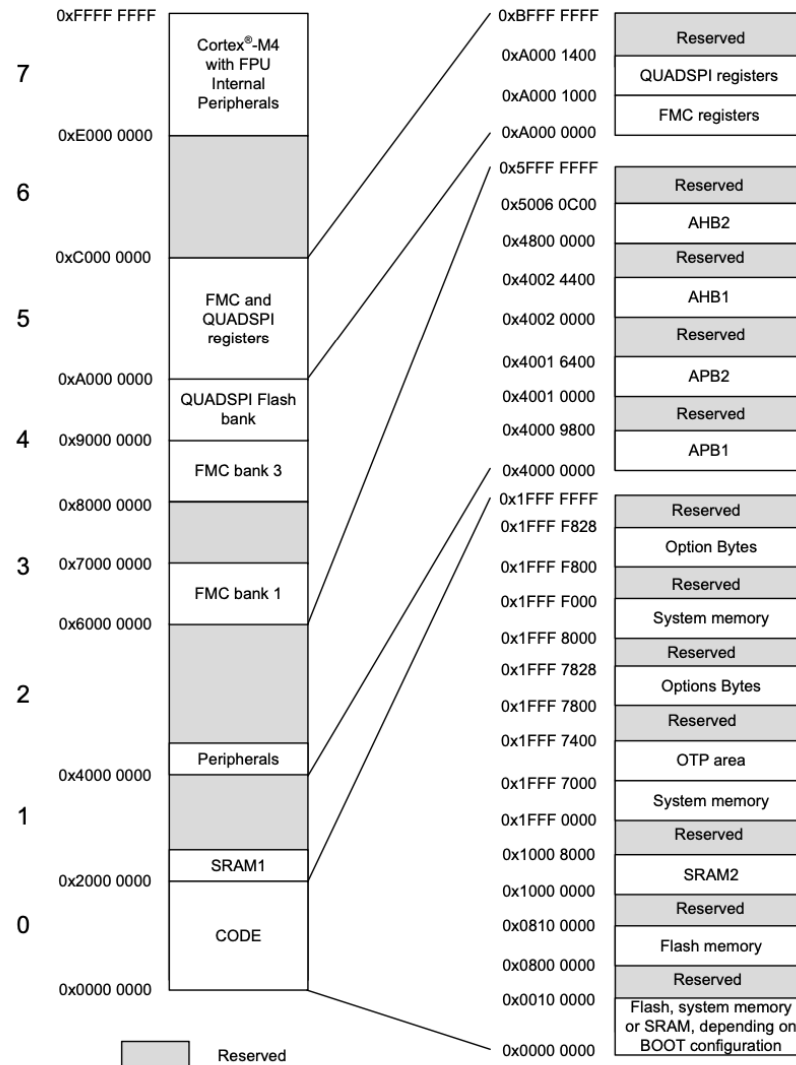 0xFFFF FFFF
7
Cortex®-M4
with FPU
Internal
Peripherals
0xE000 0000
6
0xC000 0000
5
FMC and
QUADSPI
registers
0xA000 0000
QUADSPI Flash
bank
4
0x9000 0000
FMC bank 3
0x8000 0000
3
0x7000 0000
FMC bank 1
0x6000 0000
2
Peripherals
0x4000 0000
1
SRAM1
0x2000 0000
0
CODE
0x0000 0000
Reserved
0xBFFF FFFF
Reserved
0xA000 1400
QUADSPI registers
0xA000 1000
FMC registers
0xA000 0000
0x5FFF FFFF
Reserved
0x5006 0C00
AHB2
0x4800 0000
Reserved
0x4002 4400
AHB1
0x4002 0000
Reserved
0x4001 6400
APB2
0x4001 0000
Reserved
0x4000 9800
APB1
0x4000 0000
0x1FFF FFFF
Reserved
0x1FFF F828
Option Bytes
0x1FFF F800
Reserved
0x1FFF F000
System memory
0x1FFF 8000
Reserved
0x1FFF 7828
Options Bytes
0x1FFF 7800
Reserved
0x1FFF 7400
OTP area
0x1FFF 7000
System memory
0x1FFF 0000
Reserved
0x1000 8000
SRAM2
0x1000 0000
Reserved
0x0810 0000
Flash memory
0x0800 0000
Reserved
0x0010 0000
Flash, system memory
or SRAM, depending on
BOOT configuration
0x0000 0000